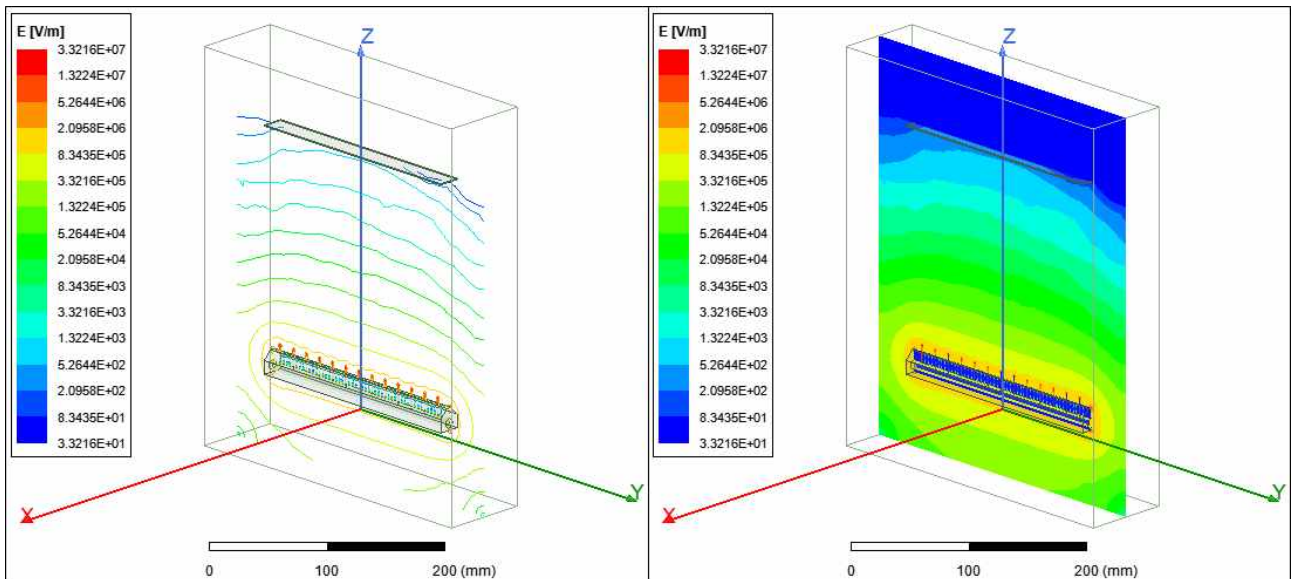 E [V/m]
3.3216E+07
1.3224E+07
5.2644E+06
2.0958E+06
8.3435E+05
3.3216E+05
1.3224E+05
5.2644E+04
2.0958E+04
8.3435E+03
3.3216E+03
1.3224E+03
5.2644E+02
2.0958E+02
8.3435E+01
3.3216E+01
Z
X
Y
0
100
200 (mm)
E [V/m]
3.3216E+07
1.3224E+07
5.2644E+06
2.0958E+06
8.3435E+05
3.3216E+05
1.3224E+05
5.2644E+04
2.0958E+04
8.3435E+03
3.3216E+03
1.3224E+03
5.2644E+02
2.0958E+02
8.3435E+01
3.3216E+01
Z
X
Y
0
100
200 (mm)